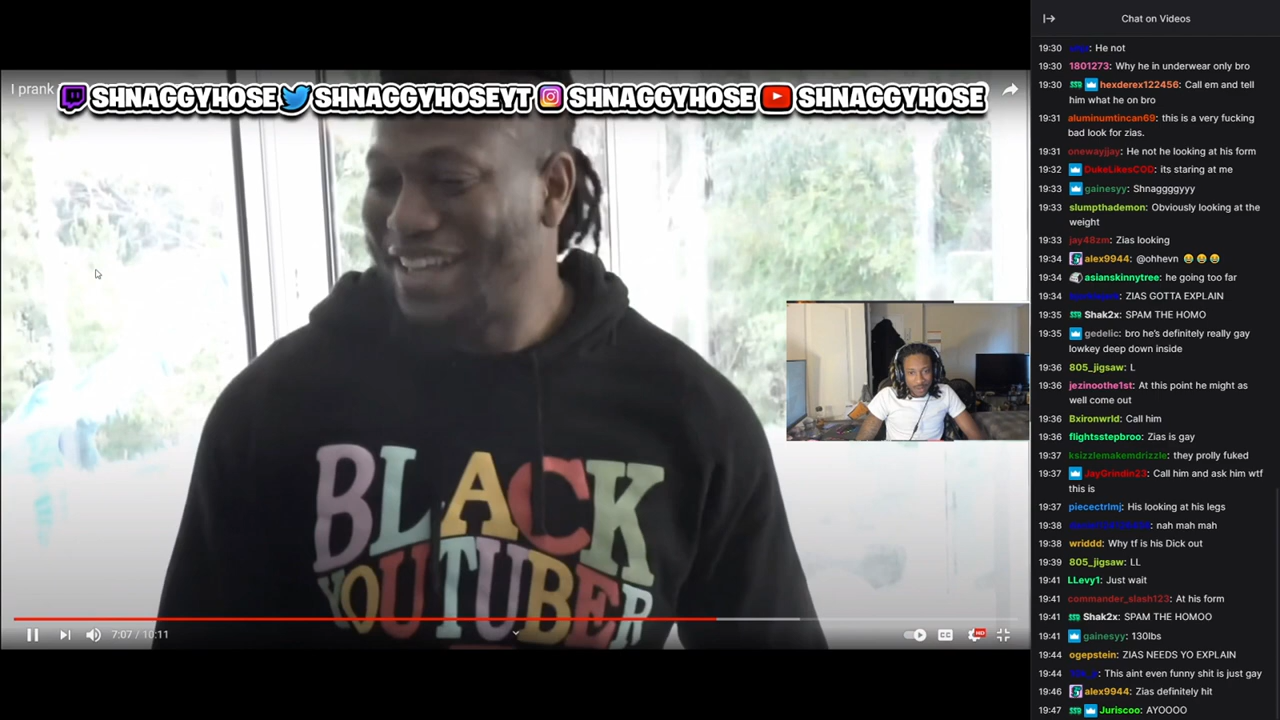 I prank
SHNAGGYHOSE SHNAGGYHOSEYT SHNAGGYHOSE SHNAGGYHOSE
BLACK
YOUTUBER
7:07 / 10:11
CC
HD
Chat on Videos
19:30 : He not
19:30 1801273: Why he in underwear only bro
19:30 hexderex122456: Call em and tell
him what he on bro
19:31 aluminumtincan69: this is a very fucking
bad look for zias.
19:31 onewayjjay: He not he looking at his form
19:32 DukeLikesCOD: its staring at me
19:33 gainesyy: Shnaggggyyy
19:33 slumpthademon: Obviously looking at the
weight
19:33 jay48zm: Zias looking
19:34 alex9944: @ohhevn
19:34 asianskinnytree: he going too far
19:34 : ZIAS GOTTA EXPLAIN
19:35 Shak2x: SPAM THE HOMO
19:35 gedelic: bro he's definitely really gay
lowkey deep down inside
19:36 805_jigsaw: L
19:36 jezinoothe1st: At this point he might as
well come out
19:36 Bxironwrld: Call him
19:36 flightsstepbroo: Zias is gay
19:37 ksizzlemakemdrizzle: they prolly fuked
19:37 JayGrindin23: Call him and ask him wtf
this is
19:37 piecectrlmj: His looking at his legs
19:38 : nah mah mah
19:38 wriddd: Why tf is his Dick out
19:39 805_jigsaw: LL
19:41 LLevy1: Just wait
19:41 commander_slash123: At his form
19:41 Shak2x: SPAM THE HOMOO
19:41 gainesyy: 130lbs
19:44 ogepstein: ZIAS NEEDS YO EXPLAIN
19:44 : This aint even funny shit is just gay
19:46 alex9944: Zias definitely hit
19:47 Juriscoo: AYOOOO